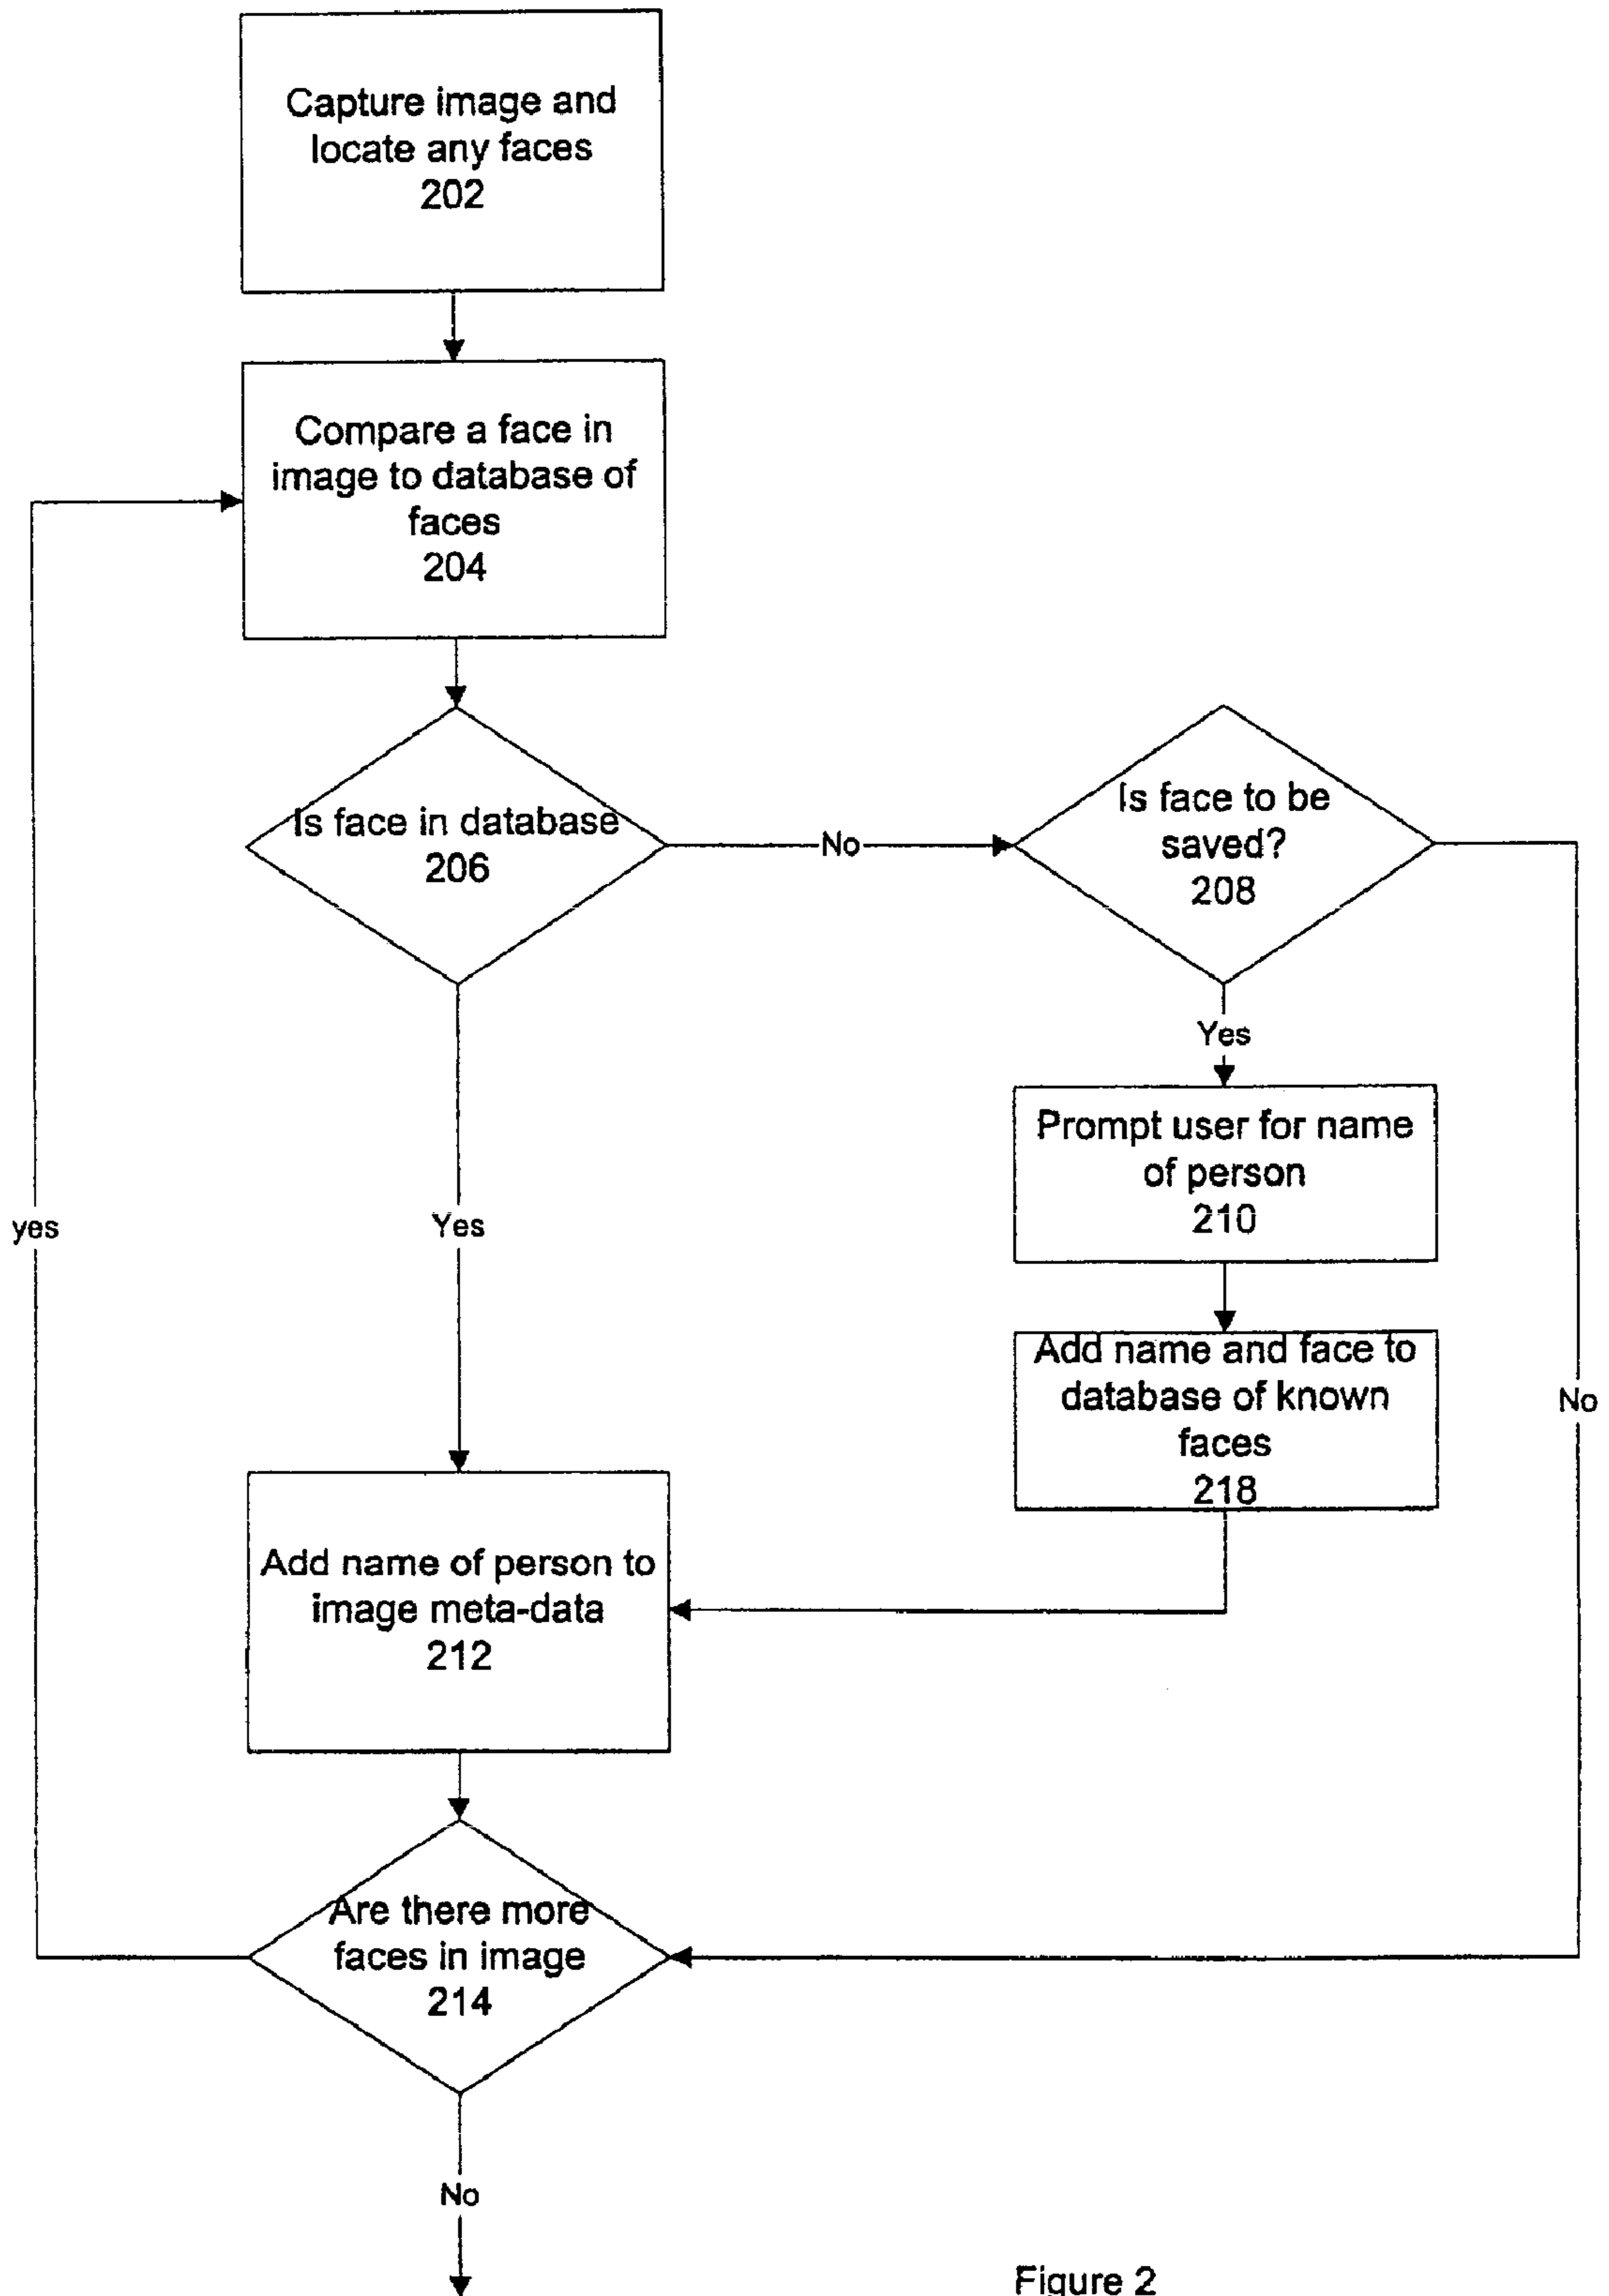 Capture image and
locate any faces
202
Compare a face in
image to database of
faces
204
Is face in database
206
No
Is face to be
saved?
208
Yes
Prompt user for name
of person
210
yes
Yes
Add name and face to
database of known
faces
218
No
Add name of person to
image meta-data
212
Are there more
faces in image
214
No
Figure 2